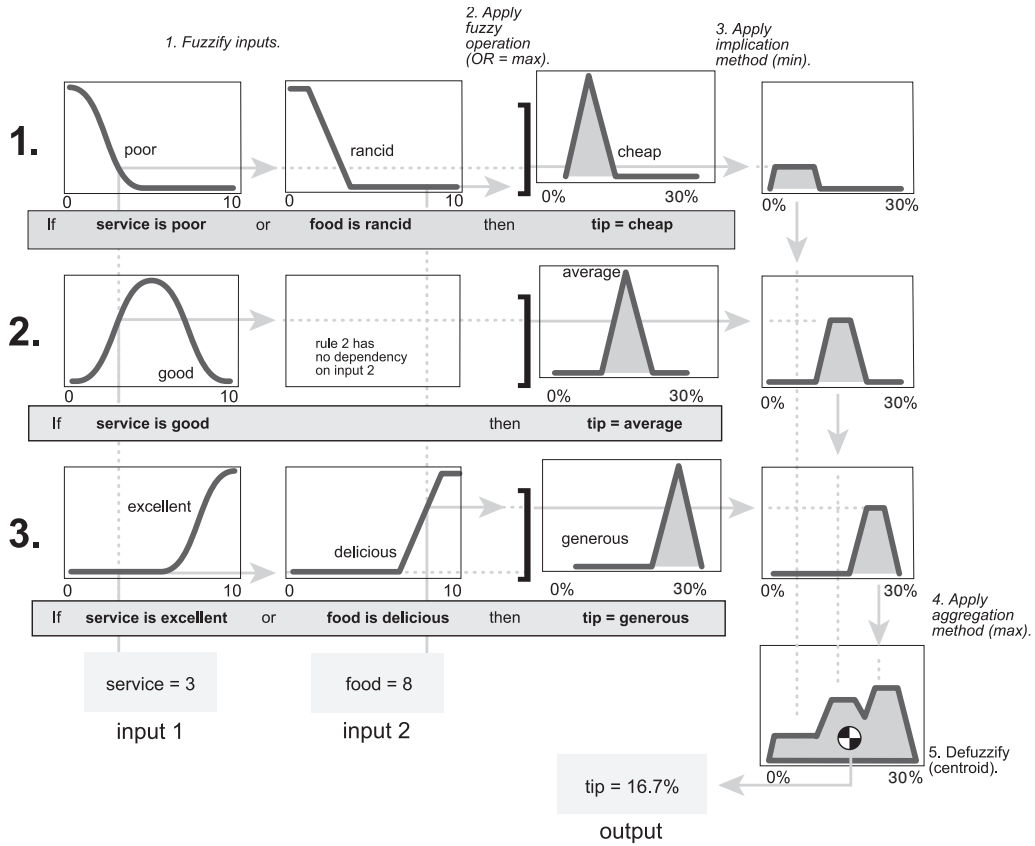 1. Fuzzify inputs.
2. Apply
fuzzy
operation
(OR = max).
3. Apply
implication
method (min).
1.
poor
0
10
rancid
0
10
cheap
0%
30%
0%
30%
If service is poor or food is rancid then tip = cheap
2.
good
0
10
rule 2 has
no dependency
on input 2
average
0%
30%
0%
30%
If service is good then tip = average
3.
excellent
0
10
delicious
0
10
generous
0%
30%
0%
30%
If service is excellent or food is delicious then tip = generous
4. Apply
aggregation
method (max).
service = 3
input 1
food = 8
input 2
0%
30%
5. Defuzzify
(centroid).
tip = 16.7%
output